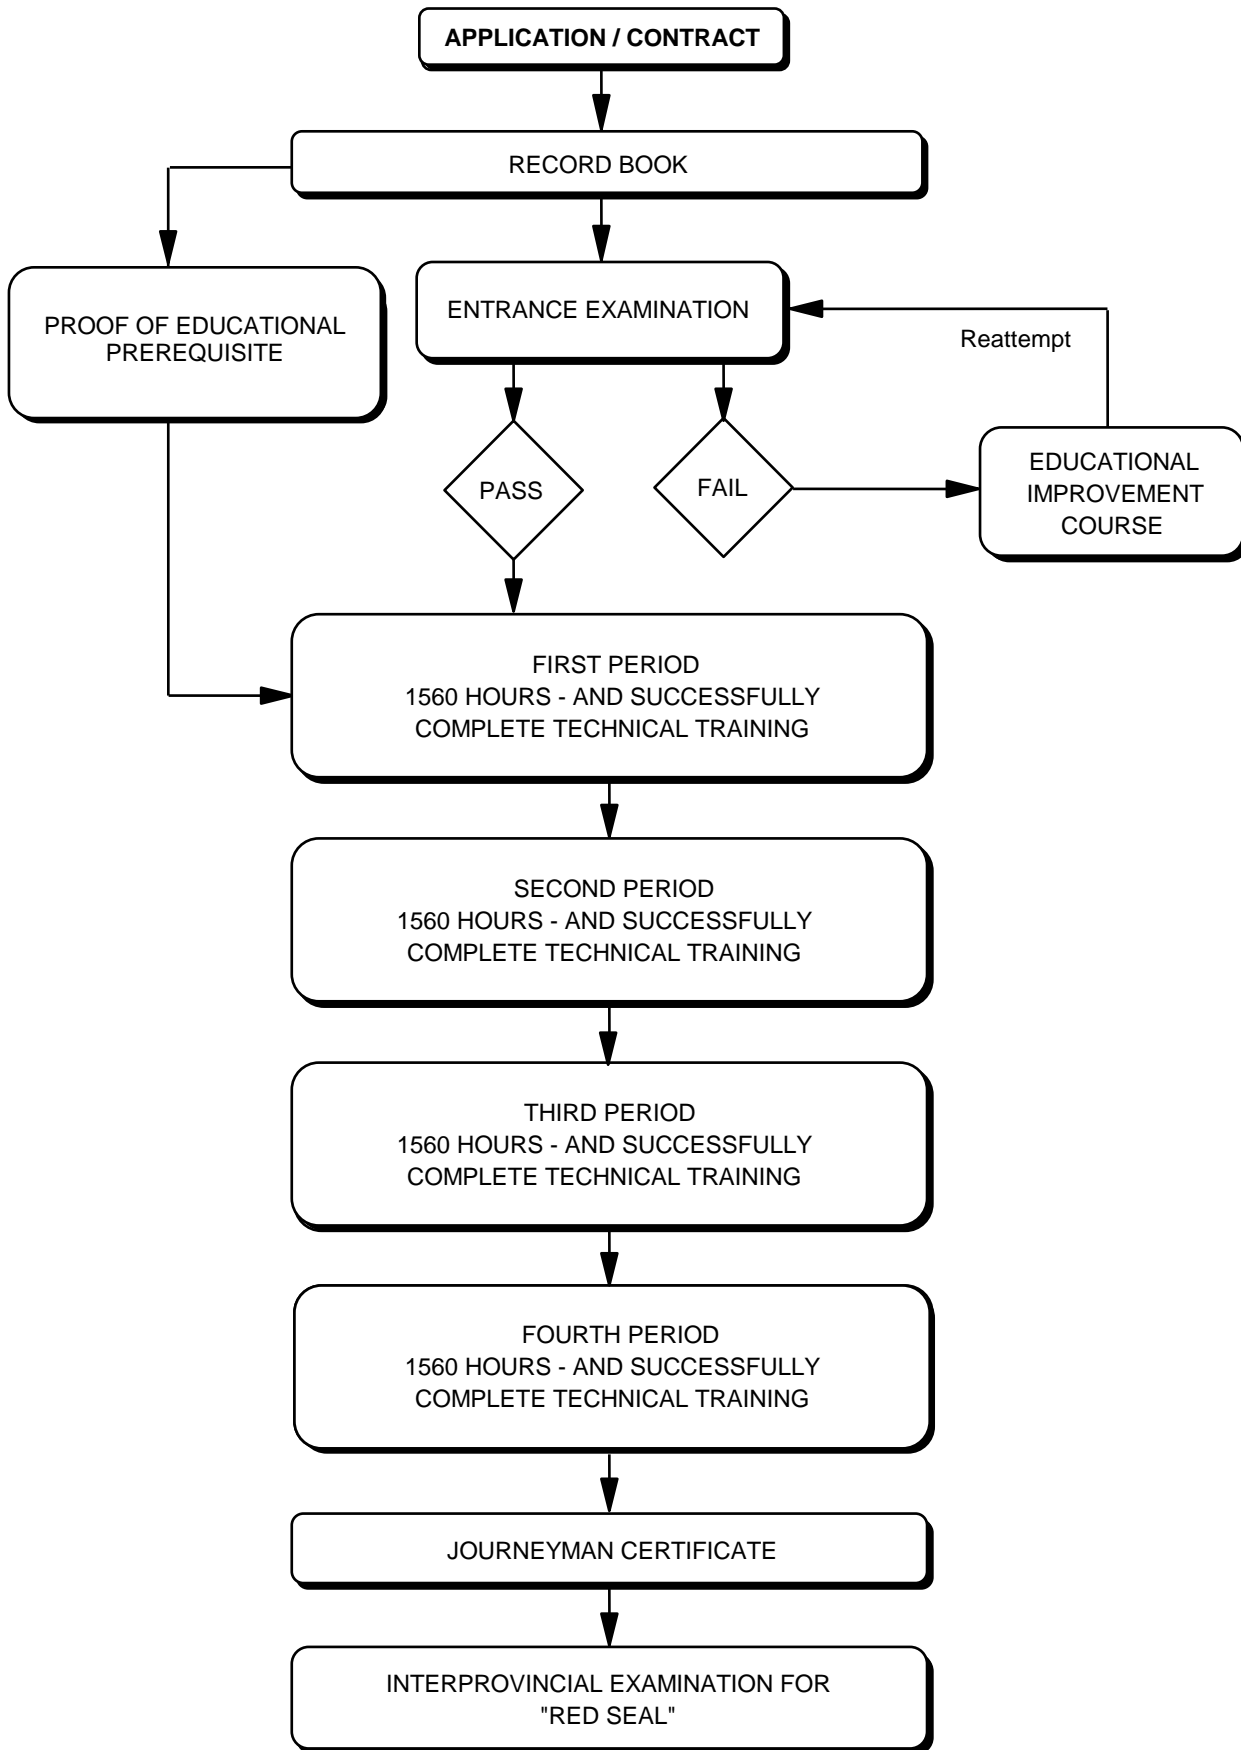 APPLICATION / CONTRACT
RECORD BOOK
PROOF OF EDUCATIONAL
PREREQUISITE
ENTRANCE EXAMINATION
Reattempt
PASS
FAIL
EDUCATIONAL
IMPROVEMENT
COURSE
FIRST PERIOD
1560 HOURS - AND SUCCESSFULLY
COMPLETE TECHNICAL TRAINING
SECOND PERIOD
1560 HOURS - AND SUCCESSFULLY
COMPLETE TECHNICAL TRAINING
THIRD PERIOD
1560 HOURS - AND SUCCESSFULLY
COMPLETE TECHNICAL TRAINING
FOURTH PERIOD
1560 HOURS - AND SUCCESSFULLY
COMPLETE TECHNICAL TRAINING
JOURNEYMAN CERTIFICATE
INTERPROVINCIAL EXAMINATION FOR
"RED SEAL"